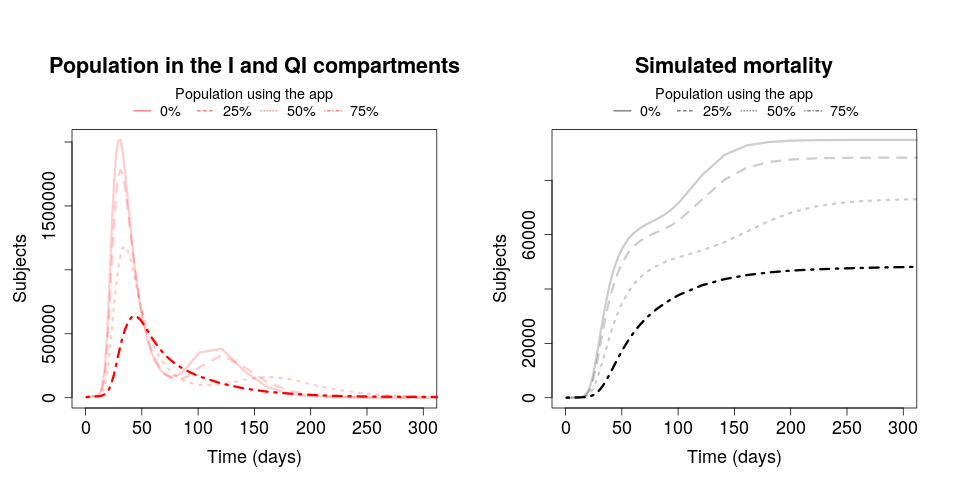 Population in the I and QI compartments
Population using the app
0% 25% 50% 75%
Subjects
0 500000 1500000
0 50 100 150 200 250 300
Time (days)
Simulated mortality
Population using the app
0% 25% 50% 75%
Subjects
0 20000 60000
0 50 100 150 200 250 300
Time (days)